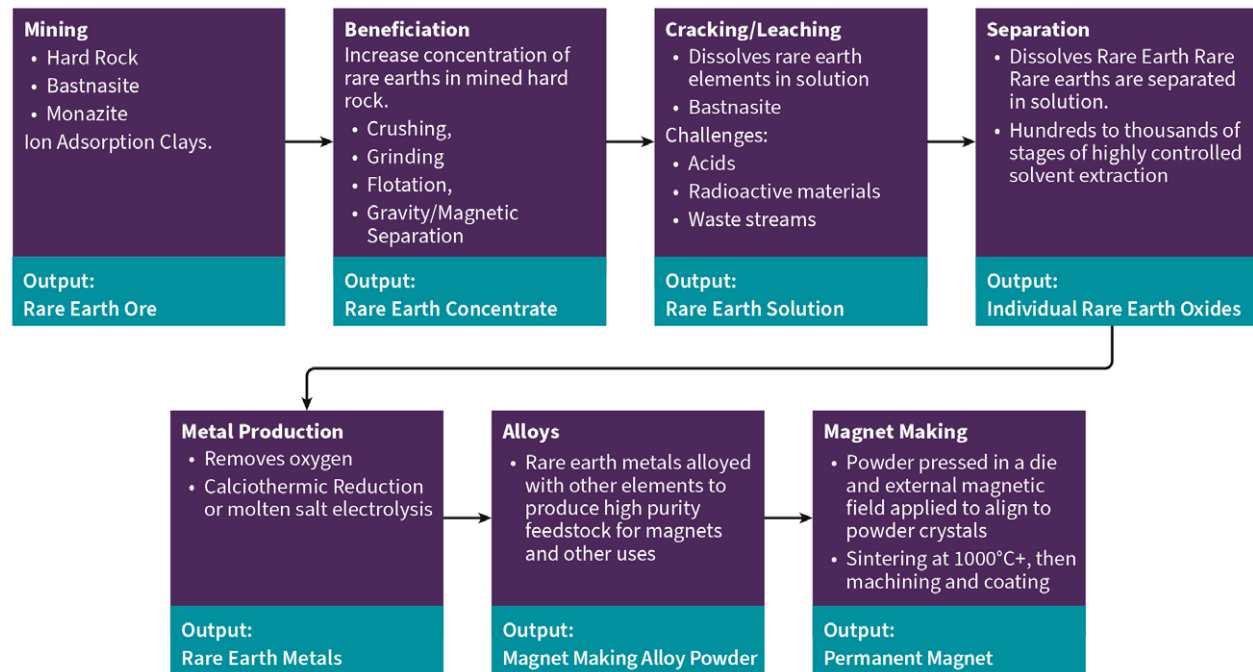 Mining
• Hard Rock
• Bastnasite
• Monazite
Ion Adsorption Clays.
Output:
Rare Earth Ore
Beneficiation
Increase concentration of
rare earths in mined hard
rock.
• Crushing,
• Grinding
• Flotation,
• Gravity/Magnetic
Separation
Output:
Rare Earth Concentrate
Cracking/Leaching
• Dissolves rare earth
elements in solution
• Bastnasite
Challenges:
• Acids
• Radioactive materials
• Waste streams
Output:
Rare Earth Solution
Separation
• Dissolves Rare Earth Rare
Rare earths are separated
in solution.
• Hundreds to thousands of
stages of highly controlled
solvent extraction
Output:
Individual Rare Earth Oxides
Metal Production
• Removes oxygen
• Calciothermic Reduction
or molten salt electrolysis
Output:
Rare Earth Metals
Alloys
• Rare earth metals alloyed
with other elements to
produce high purity
feedstock for magnets
and other uses
Output:
Magnet Making Alloy Powder
Magnet Making
• Powder pressed in a die
and external magnetic
field applied to align to
powder crystals
• Sintering at 1000°C+, then
machining and coating
Output:
Permanent Magnet